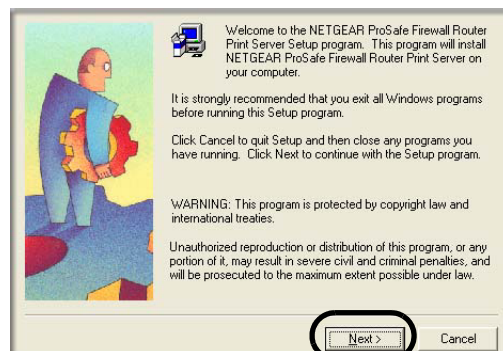 Welcome to the NETGEAR ProSafe Firewall Router
Print Server Setup program. This program will install
NETGEAR ProSafe Firewall Router Print Server on
your computer.
It is strongly recommended that you exit all Windows programs
before running this Setup program.
Click Cancel to quit Setup and then close any programs you
have running. Click Next to continue with the Setup program.
WARNING: This program is protected by copyright law and
international treaties.
Unauthorized reproduction or distribution of this program, or any
portion of it, may result in severe civil and criminal penalties, and
will be prosecuted to the maximum extent possible under law.
Next > Cancel